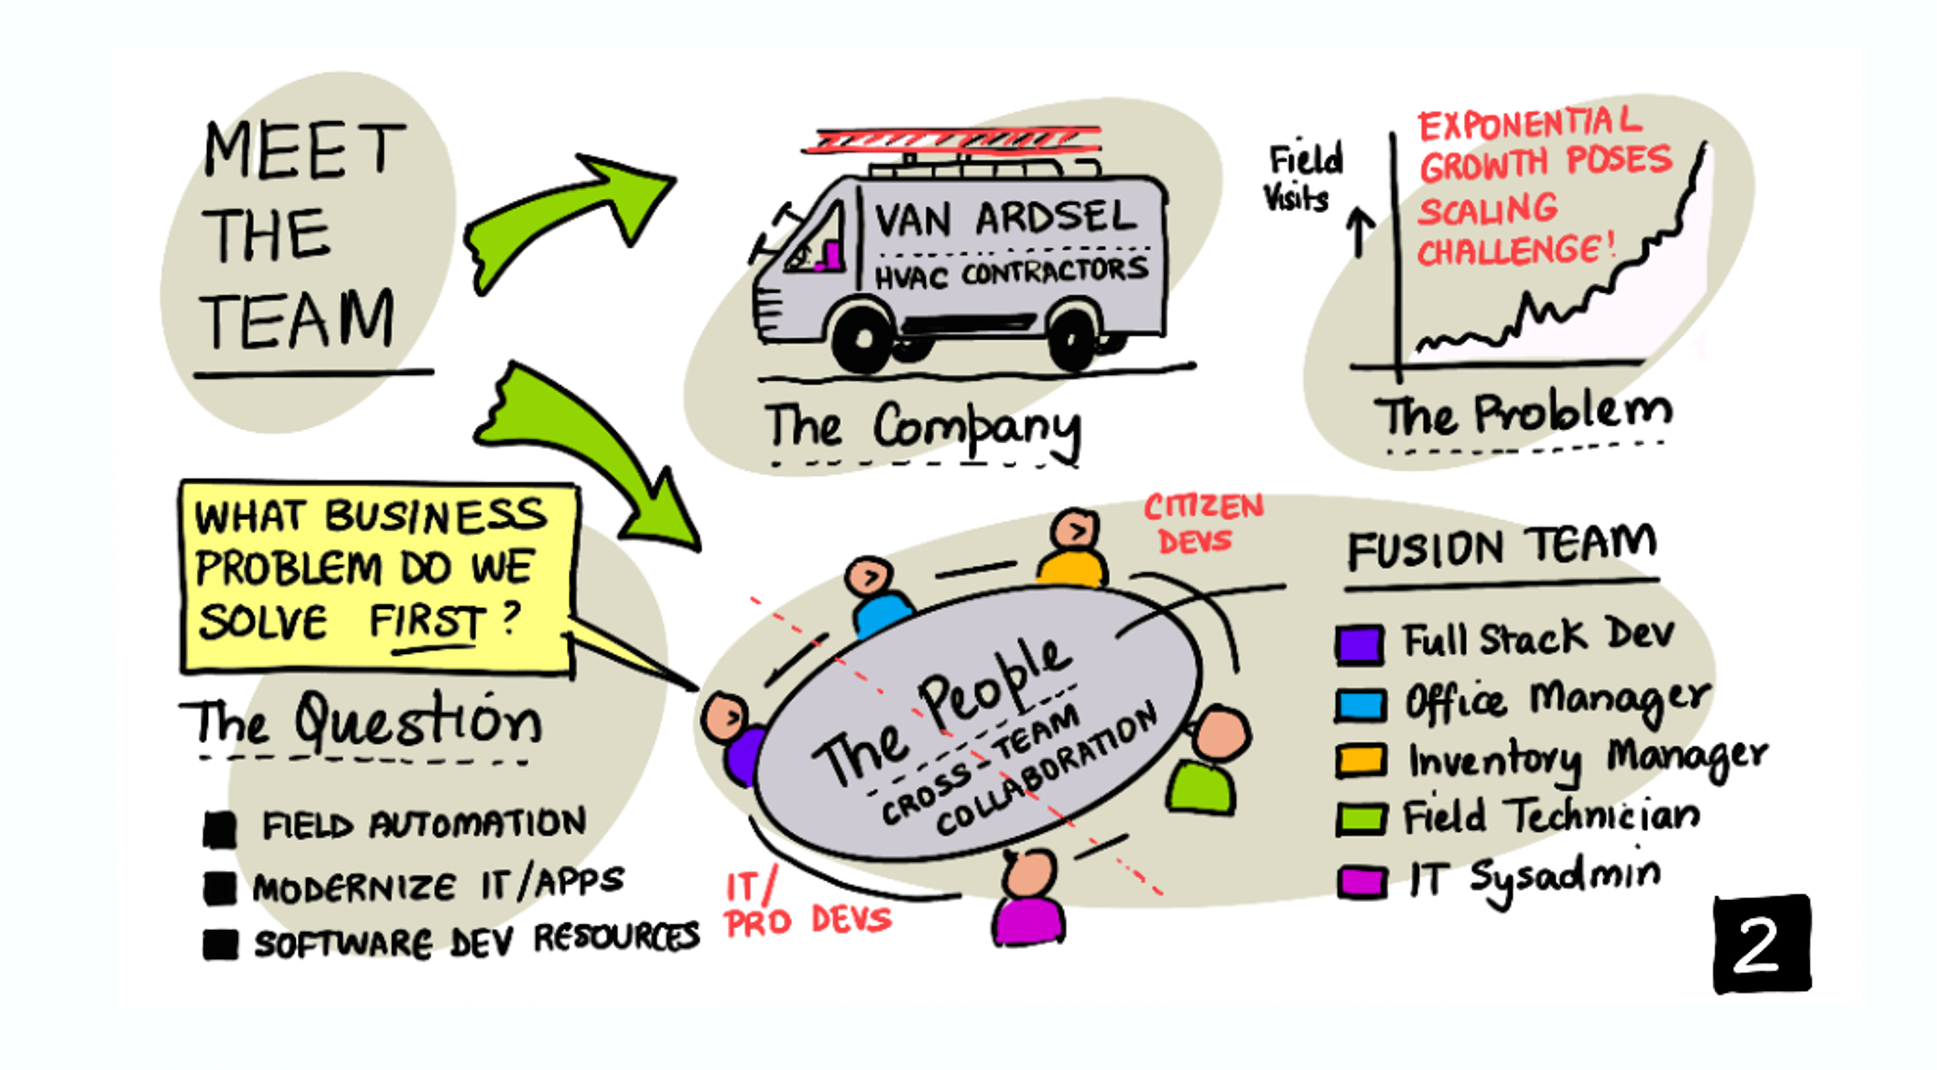 MEET
THE
TEAM
VAN ARDSEL
HVAC CONTRACTORS
The Company
Field
Visits
EXPONENTIAL
GROWTH POSES
SCALING
CHALLENGE!
The Problem
WHAT BUSINESS
PROBLEM DO WE
SOLVE FIRST?
The Question
FIELD AUTOMATION
MODERNIZE IT/APPS
SOFTWARE DEV RESOURCES
CITIZEN
DEVS
The People
CROSS-TEAM
COLLABORATION
IT/
PRO DEVS
FUSION TEAM
Full Stack Dev
Office Manager
Inventory Manager
Field Technician
IT Sysadmin
2